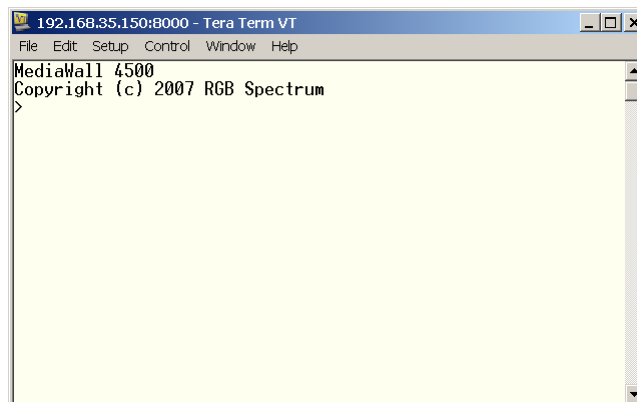 192.168.35.150:8000 - Tera Term VT
File Edit Setup Control Window Help
MediaWall 4500
Copyright (c) 2007 RGB Spectrum
>